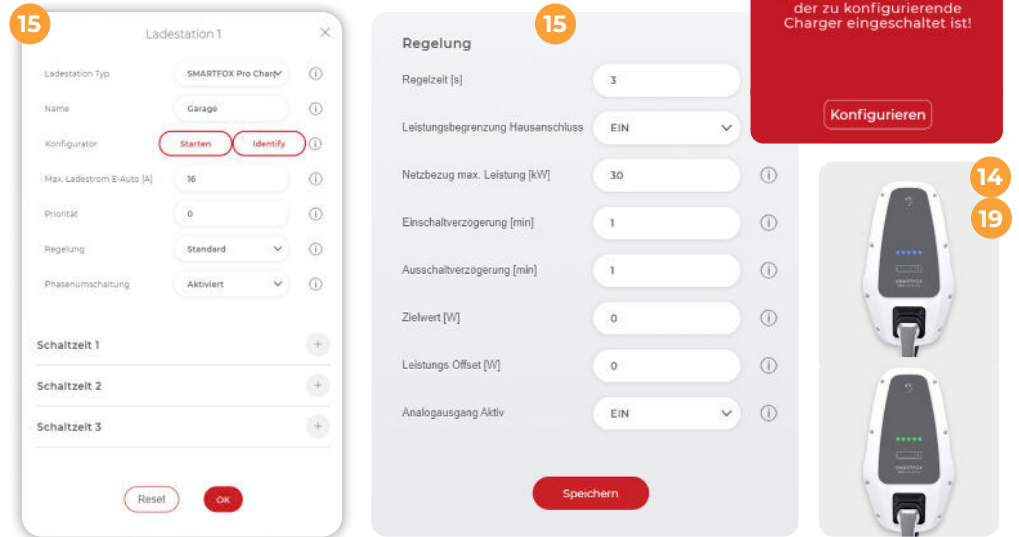 15
Ladestation 1
Ladestation Typ SMARTFOX Pro Charg
Name Garage
Konfigurator Starten Identify
Max. Ladestrom E-Auto [A] 16
Priorität 0
Regelung Standard
Phasenumschaltung Aktiviert
Schaltzeit 1
Schaltzeit 2
Schaltzeit 3
Reset OK
15
Regelung
Regelzeit [s] 3
Leistungsbegrenzung Hausanschluss EIN
Netzbezug max. Leistung [kW] 30
Einschaltverzögerung [min] 1
Ausschaltverzögerung [min] 1
Zielwert [W] 0
Leistungs Offset [W] 0
Analogausgang Aktiv EIN
Speichern
der zu konfigurierende
Charger eingeschaltet ist!
Konfigurieren
14
19
SMARTFOX
SMARTFOX